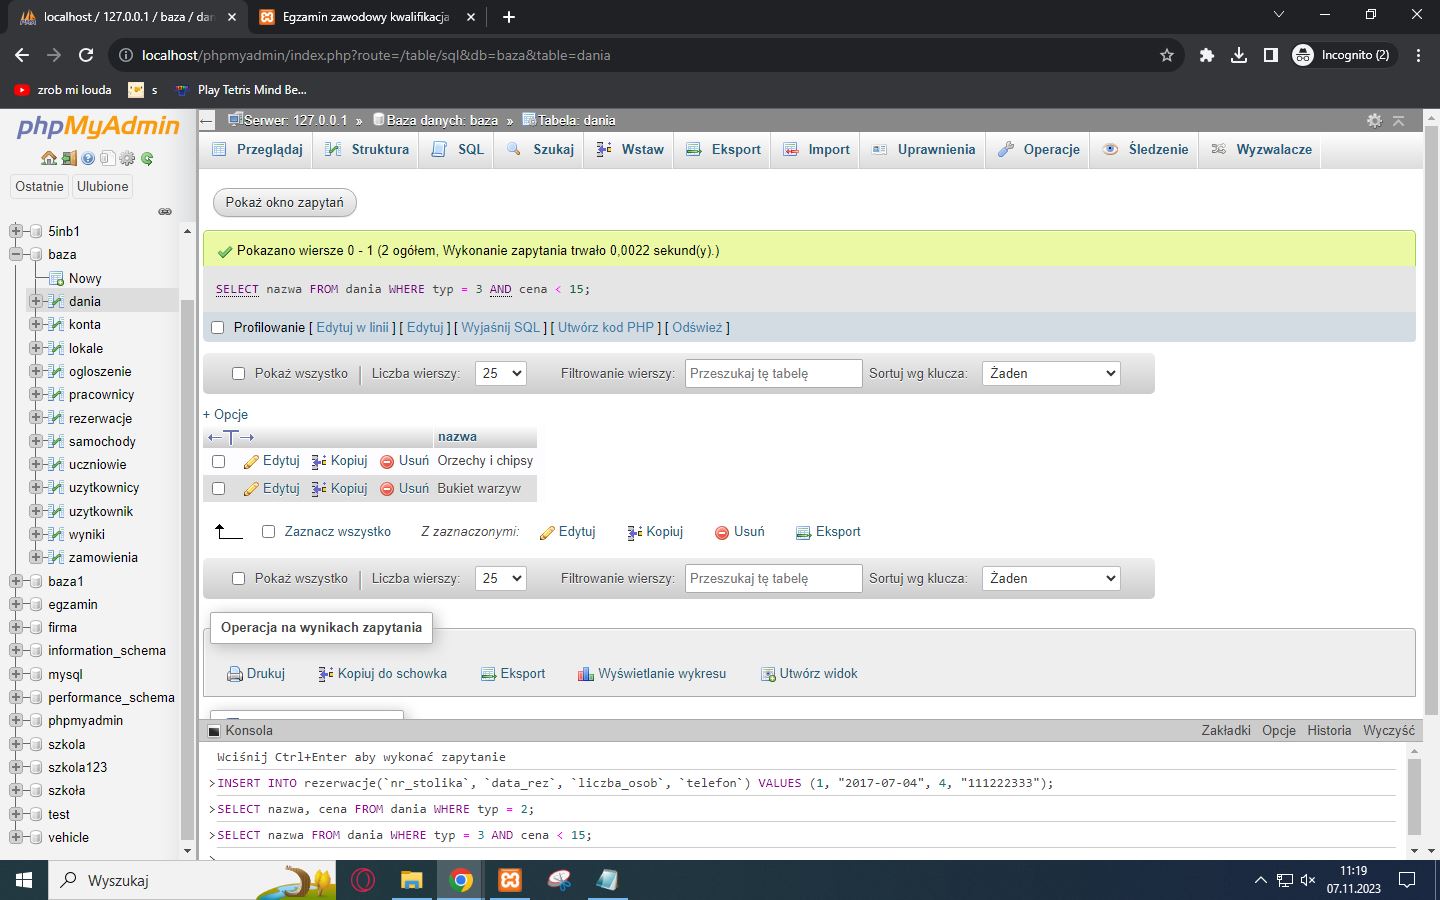 localhost / 127.0.0.1 / baza / dan
Egzamin zawodowy kwalifikacja
localhost/phpmyadmin/index.php?route=/table/sql&db=baza&table=dania
Incognito (2)
zrob mi louda
s
Play Tetris Mind Be...
phpMyAdmin
Ostatnie
Ulubione
5inb1
baza
Nowy
dania
konta
lokale
ogloszenie
pracownicy
rezerwacje
samochody
uczniowie
uzytkownicy
uzytkownik
wyniki
zamowienia
baza1
egzamin
firma
information_schema
mysql
performance_schema
phpmyadmin
szkola
szkola123
szkoła
test
vehicle
Serwer: 127.0.0.1 » Baza danych: baza » Tabela: dania
Przeglądaj Struktura SQL Szukaj Wstaw Eksport Import Uprawnienia Operacje Śledzenie Wyzwalacze
Pokaż okno zapytań
Pokazano wiersze 0 - 1 (2 ogółem, Wykonanie zapytania trwało 0,0022 sekund(y).)
SELECT nazwa FROM dania WHERE typ = 3 AND cena < 15;
Profilowanie [ Edytuj w linii ] [ Edytuj ] [ Wyjaśnij SQL ] [ Utwórz kod PHP ] [ Odśwież ]
Pokaż wszystko | Liczba wierszy: 25 Filtrowanie wierszy: Przeszukaj tę tabelę Sortuj wg klucza: Żaden
+ Opcje
←T→ nazwa
Edytuj Kopiuj Usuń Orzechy i chipsy
Edytuj Kopiuj Usuń Bukiet warzyw
Zaznacz wszystko Z zaznaczonymi: Edytuj Kopiuj Usuń Eksport
Pokaż wszystko | Liczba wierszy: 25 Filtrowanie wierszy: Przeszukaj tę tabelę Sortuj wg klucza: Żaden
Operacja na wynikach zapytania
Drukuj Kopiuj do schowka Eksport Wyświetlanie wykresu Utwórz widok
Konsola Zakładki Opcje Historia Wyczyść
Wciśnij Ctrl+Enter aby wykonać zapytanie
>INSERT INTO rezerwacje(`nr_stolika`, `data_rez`, `liczba_osob`, `telefon`) VALUES (1, "2017-07-04", 4, "111222333");
>SELECT nazwa, cena FROM dania WHERE typ = 2;
>SELECT nazwa FROM dania WHERE typ = 3 AND cena < 15;
>
Wyszukaj
11:19
07.11.2023